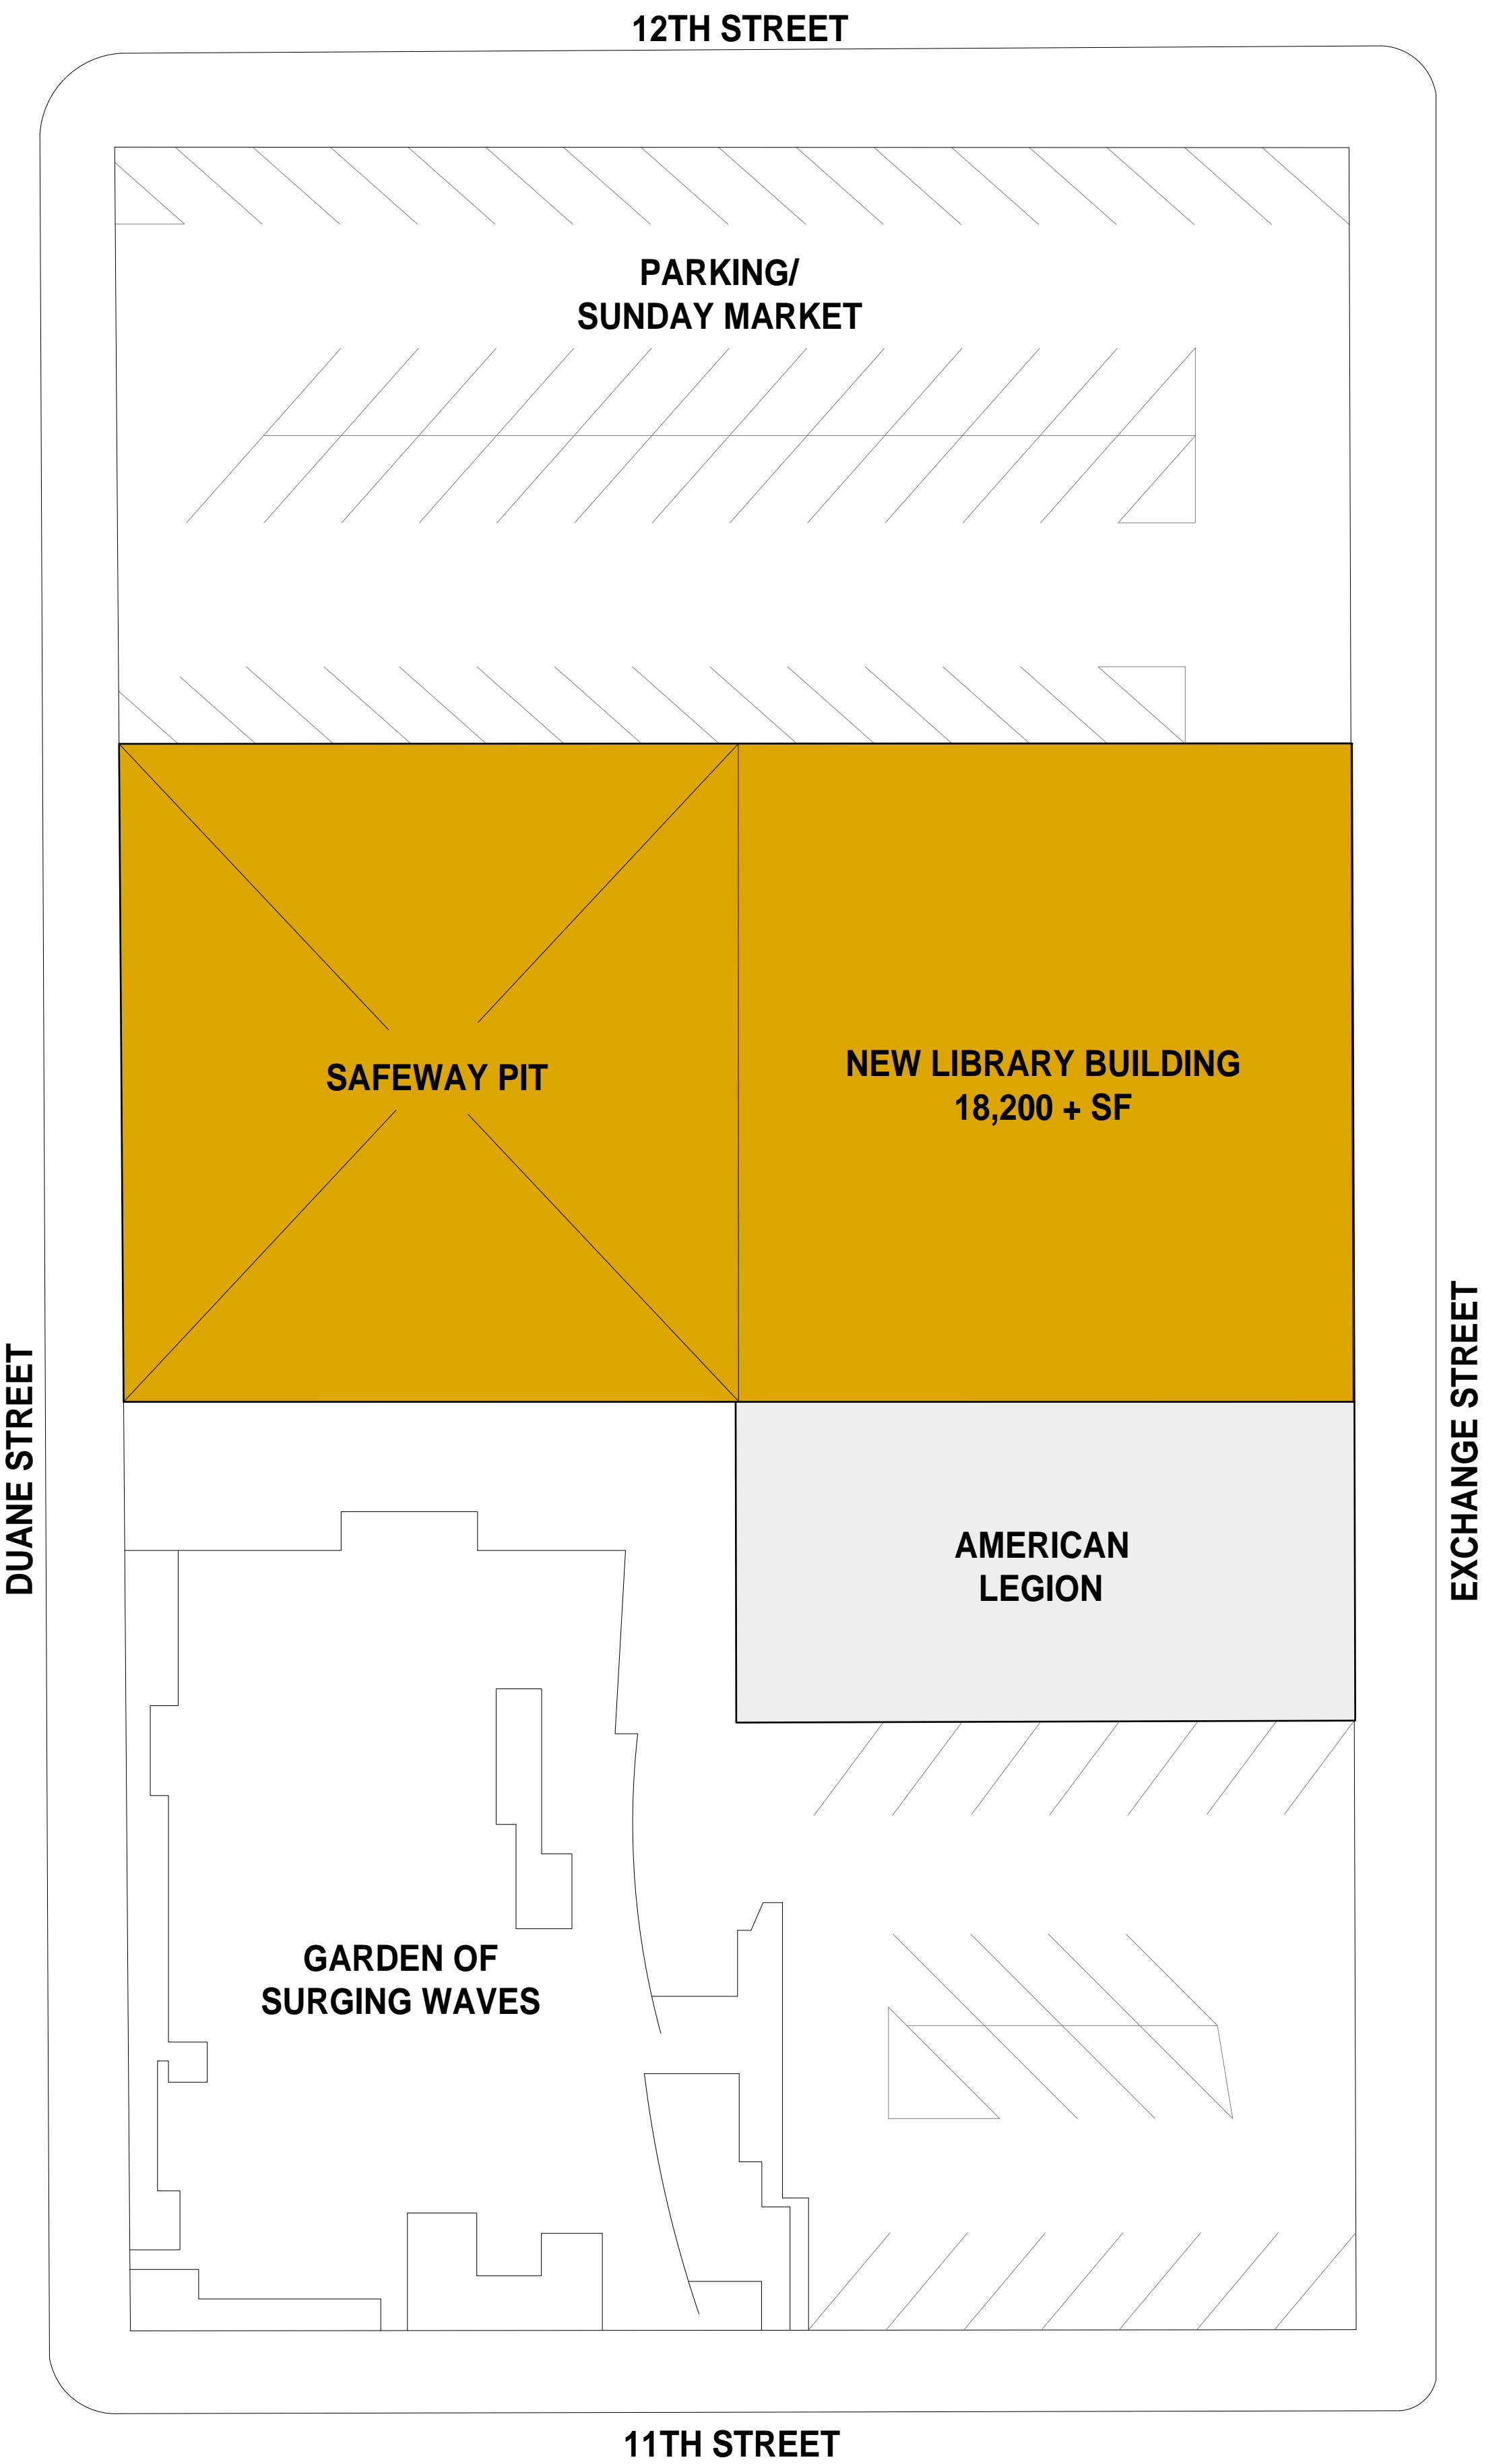 12TH STREET
PARKING/
SUNDAY MARKET
SAFEWAY PIT
NEW LIBRARY BUILDING
18,200 + SF
DUANE STREET
EXCHANGE STREET
AMERICAN
LEGION
GARDEN OF
SURGING WAVES
11TH STREET